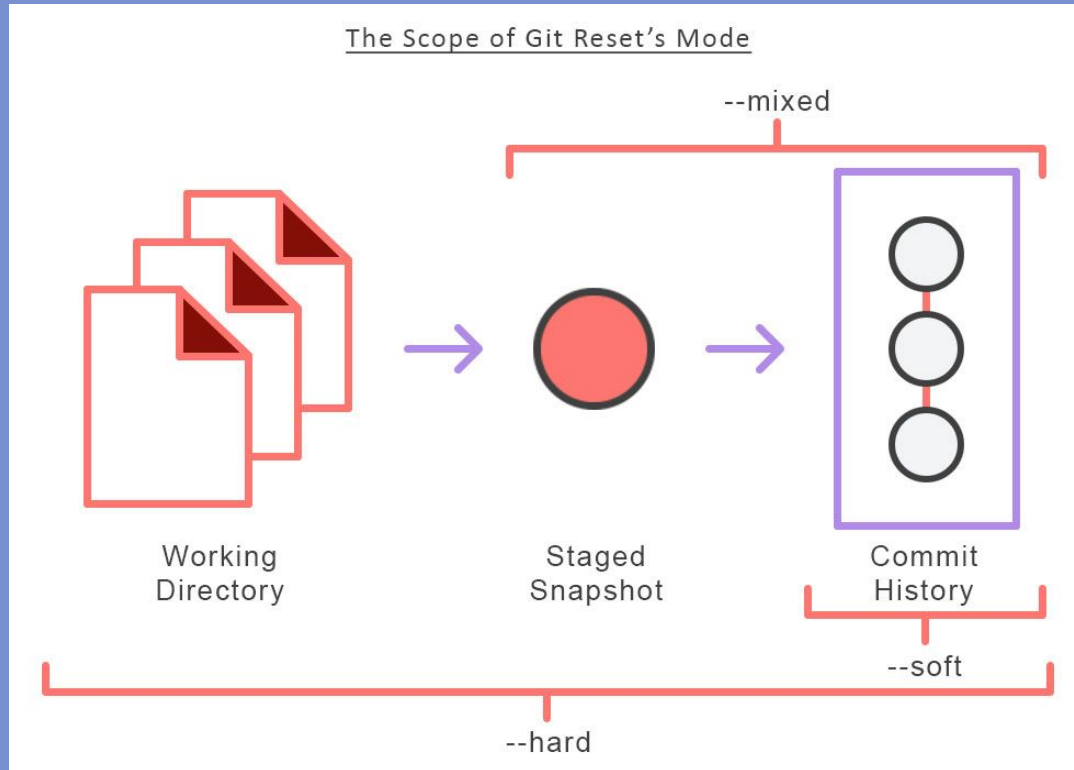 The Scope of Git Reset's Mode
--mixed
Working
Directory
Staged
Snapshot
Commit
History
--soft
--hard